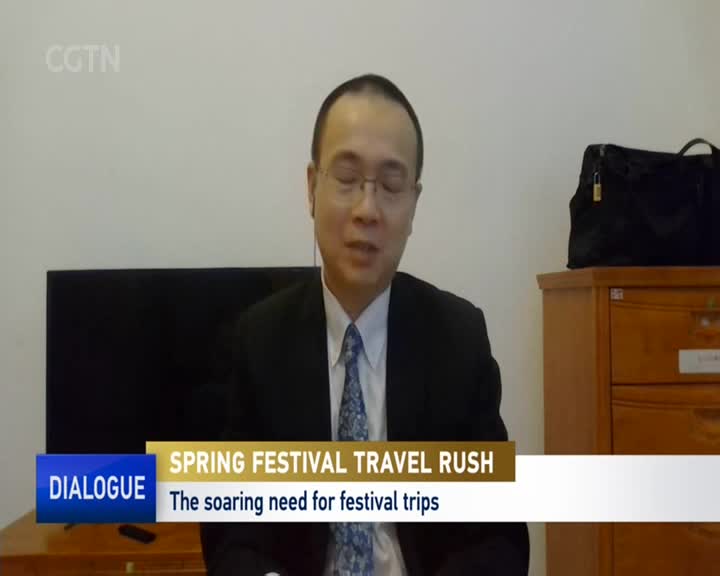 CGTN
SPRING FESTIVAL TRAVEL RUSH
DIALOGUE
The soaring need for festival trips